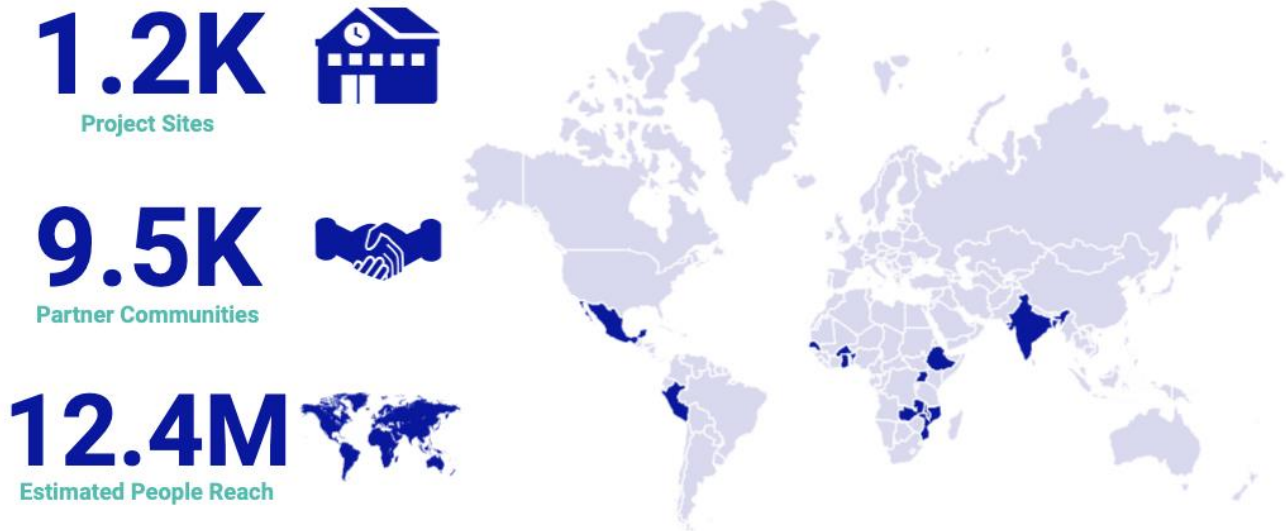 1.2K
Project Sites
9.5K
Partner Communities
12.4M
Estimated People Reach